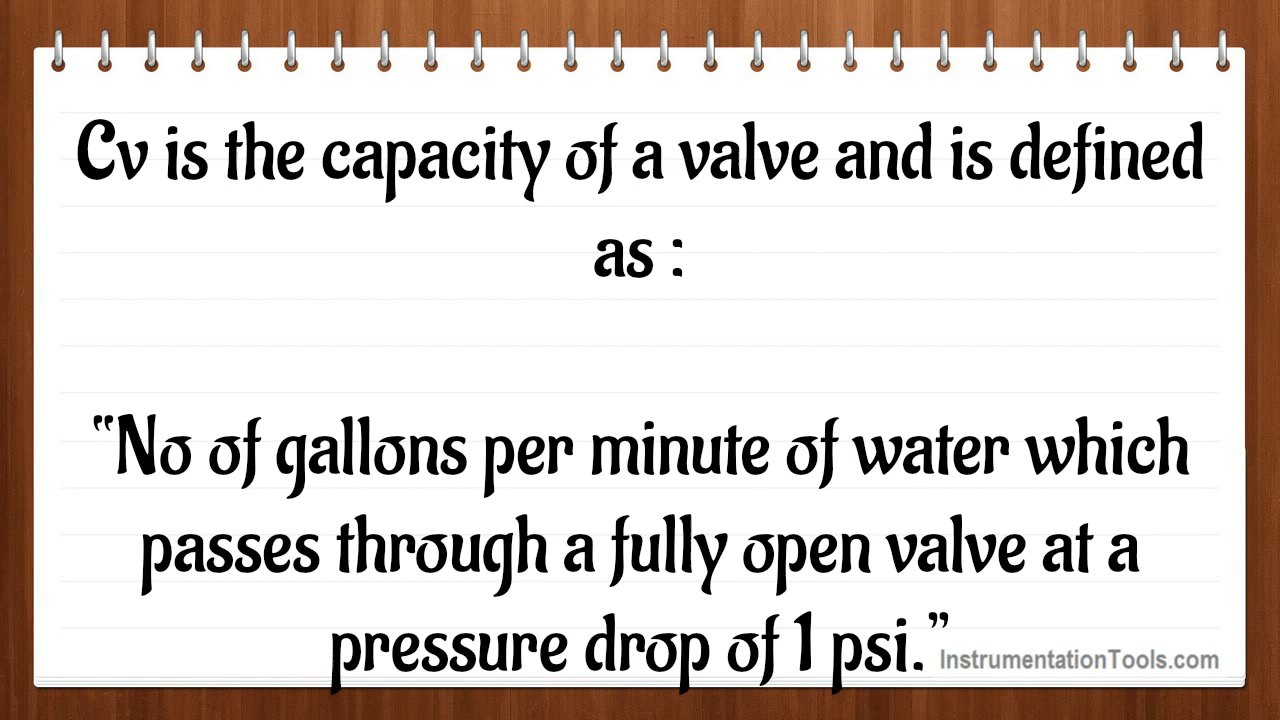 Cv is the capacity of a valve and is defined
as :
“No of gallons per minute of water which
passes through a fully open valve at a
pressure drop of 1 psi.”
InstrumentationTools.com